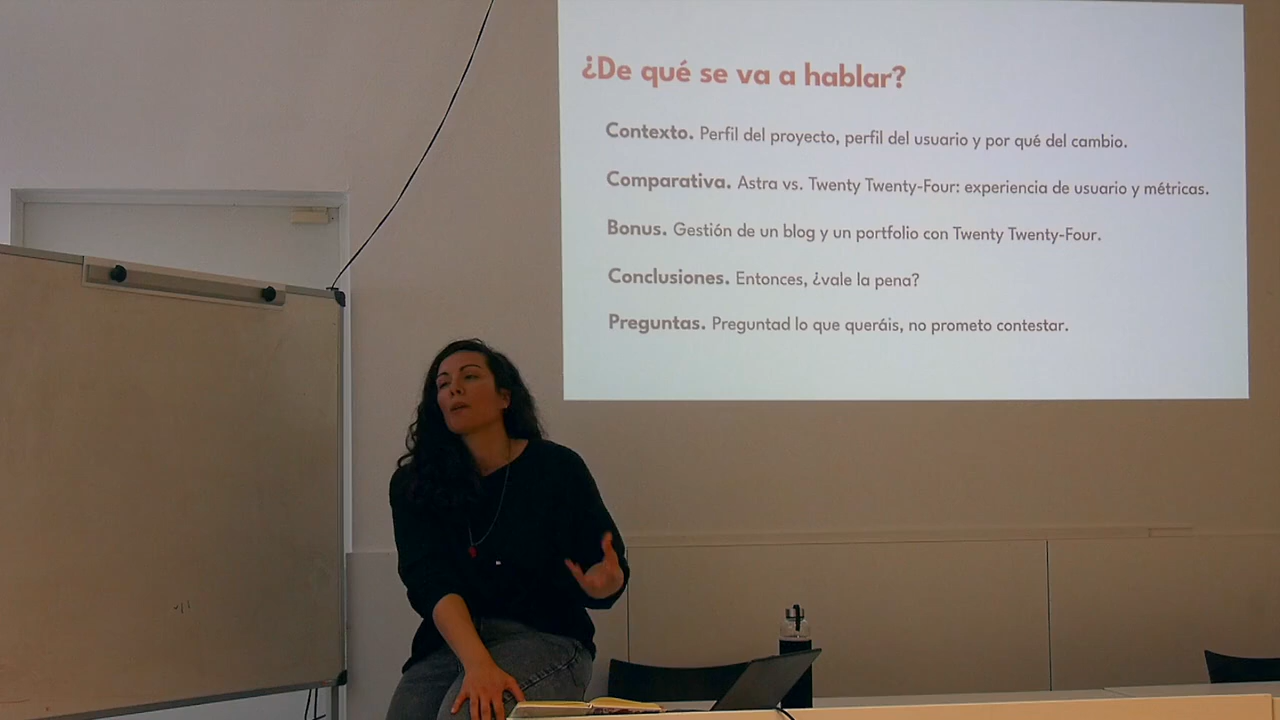 ¿De qué se va a hablar?
Contexto. Perfil del proyecto, perfil del usuario y por qué del cambio.
Comparativa. Astra vs. Twenty Twenty-Four: experiencia de usuario y métricas.
Bonus. Gestión de un blog y un portfolio con Twenty Twenty-Four.
Conclusiones. Entonces, ¿vale la pena?
Preguntas. Preguntad lo que queráis, no prometo contestar.